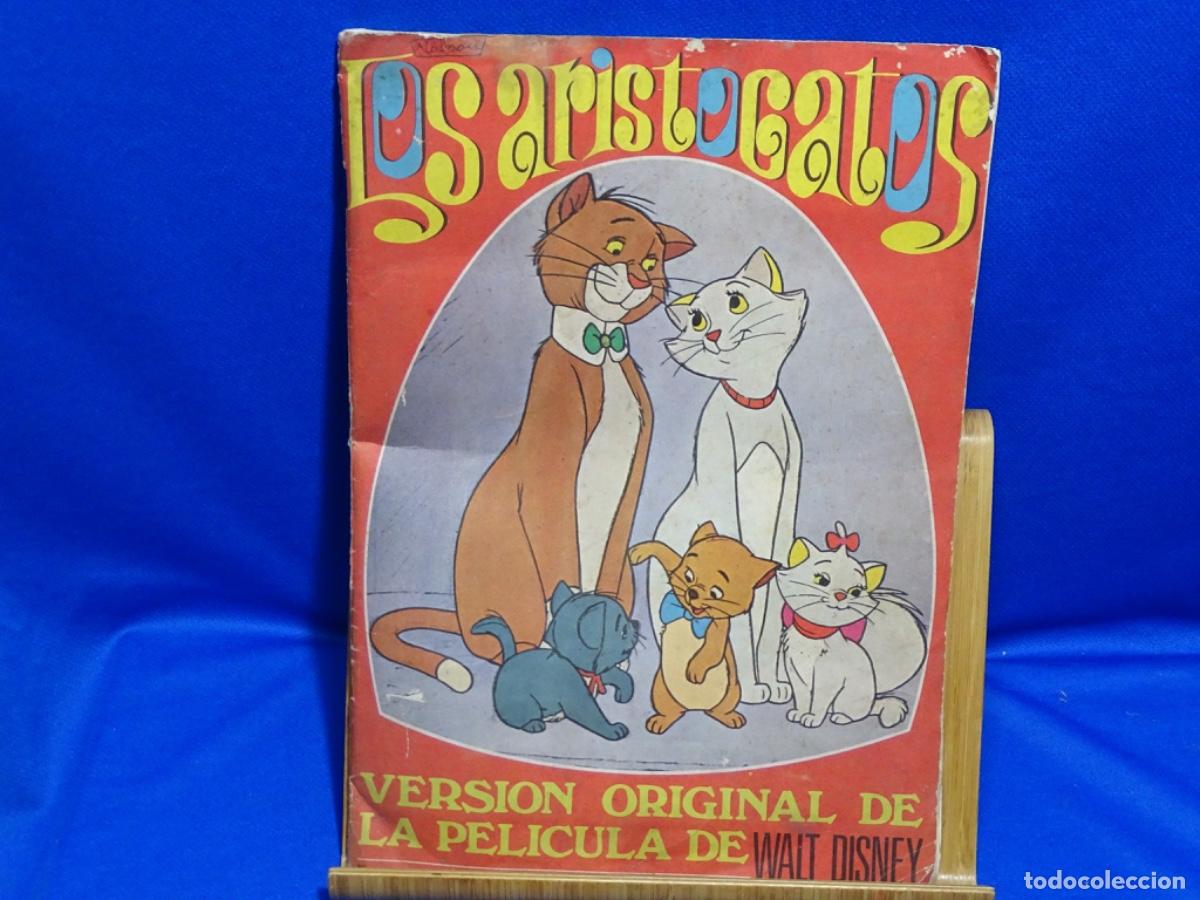 Los aristogatos
VERSION ORIGINAL DE
LA PELICULA DE WALT DISNEY
todocoleccion